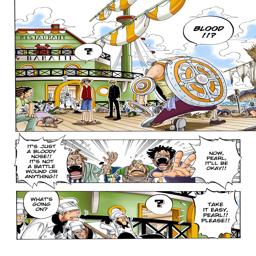 BLOOD
!!?
RESTAURANT
BARATIE
?
NOW,
PEARL.
IT'LL BE
OKAY!!
IT'S JUST
A BLOODY
NOSE!!
IT'S NOT
A BATTLE
WOUND OR
ANYTHING!!
TAKE
IT EASY,
PEARL!!
PLEASE!!
?
WHAT'S
GOING
ON?